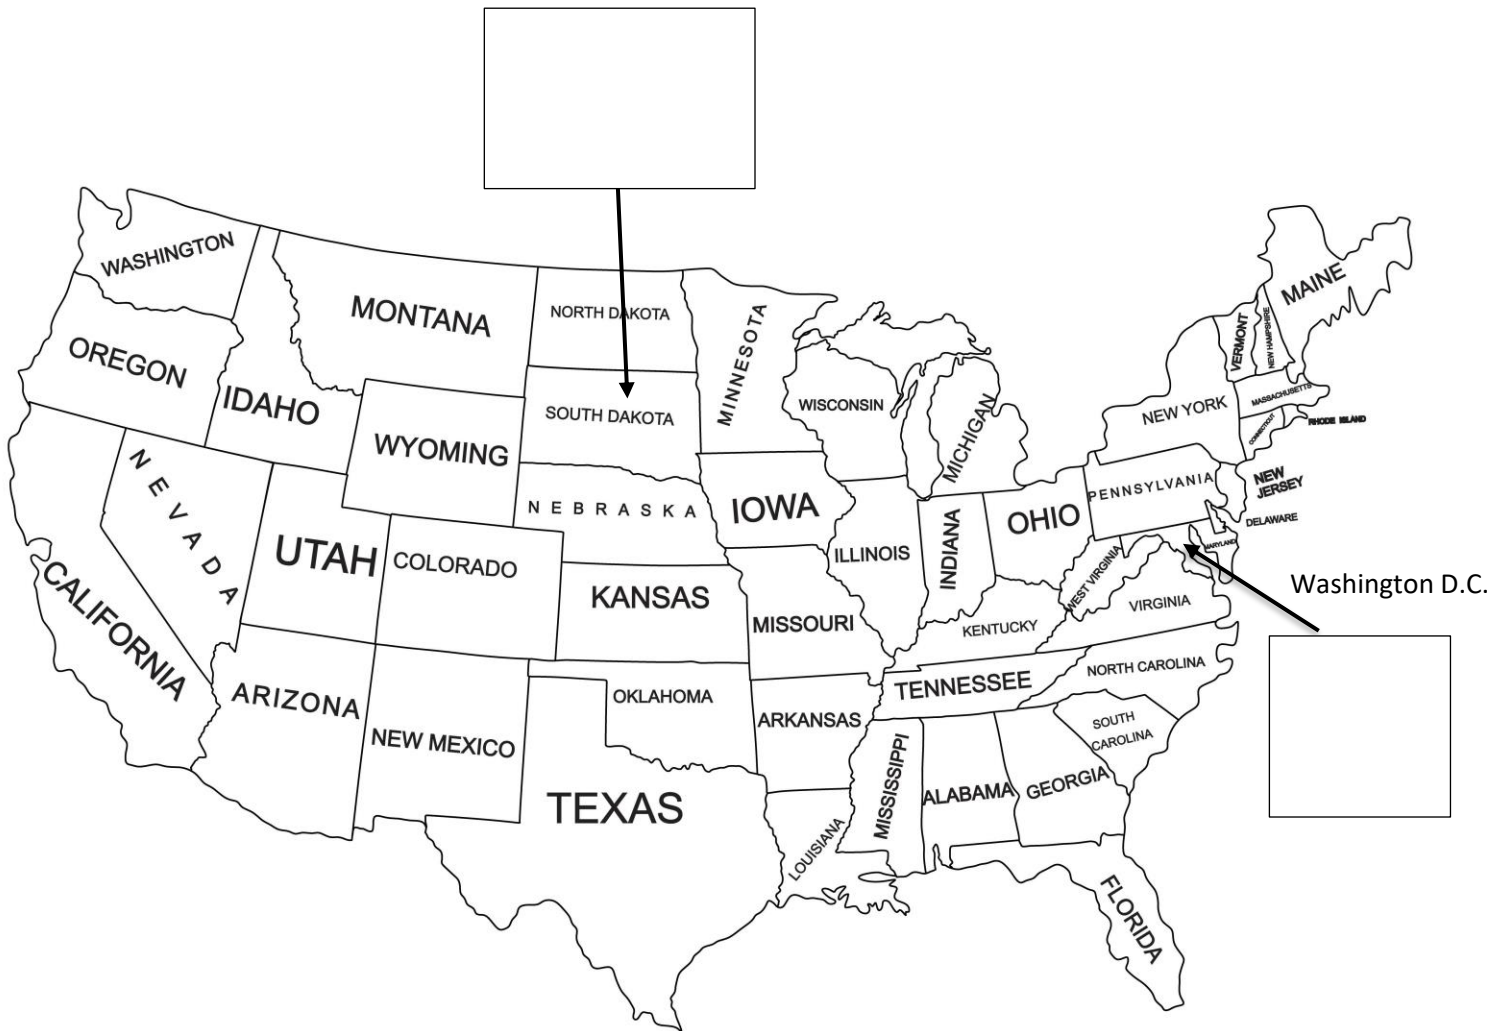 WASHINGTON
MONTANA
NORTH DAKOTA
MINNESOTA
MAINE
VERMONT
NEW HAMPSHIRE
OREGON
IDAHO
WYOMING
SOUTH DAKOTA
WISCONSIN
MICHIGAN
NEW YORK
MASSACHUSETTS
CONNECTICUT
RHODE ISLAND
NEVADA
NEBRASKA
IOWA
ILLINOIS
INDIANA
OHIO
PENNSYLVANIA
NEW
JERSEY
DELAWARE
MARYLAND
UTAH
COLORADO
KANSAS
MISSOURI
KENTUCKY
WEST VIRGINIA
VIRGINIA
Washington D.C.
CALIFORNIA
ARIZONA
NEW MEXICO
OKLAHOMA
ARKANSAS
TENNESSEE
NORTH CAROLINA
SOUTH
CAROLINA
TEXAS
LOUISIANA
MISSISSIPPI
ALABAMA
GEORGIA
FLORIDA